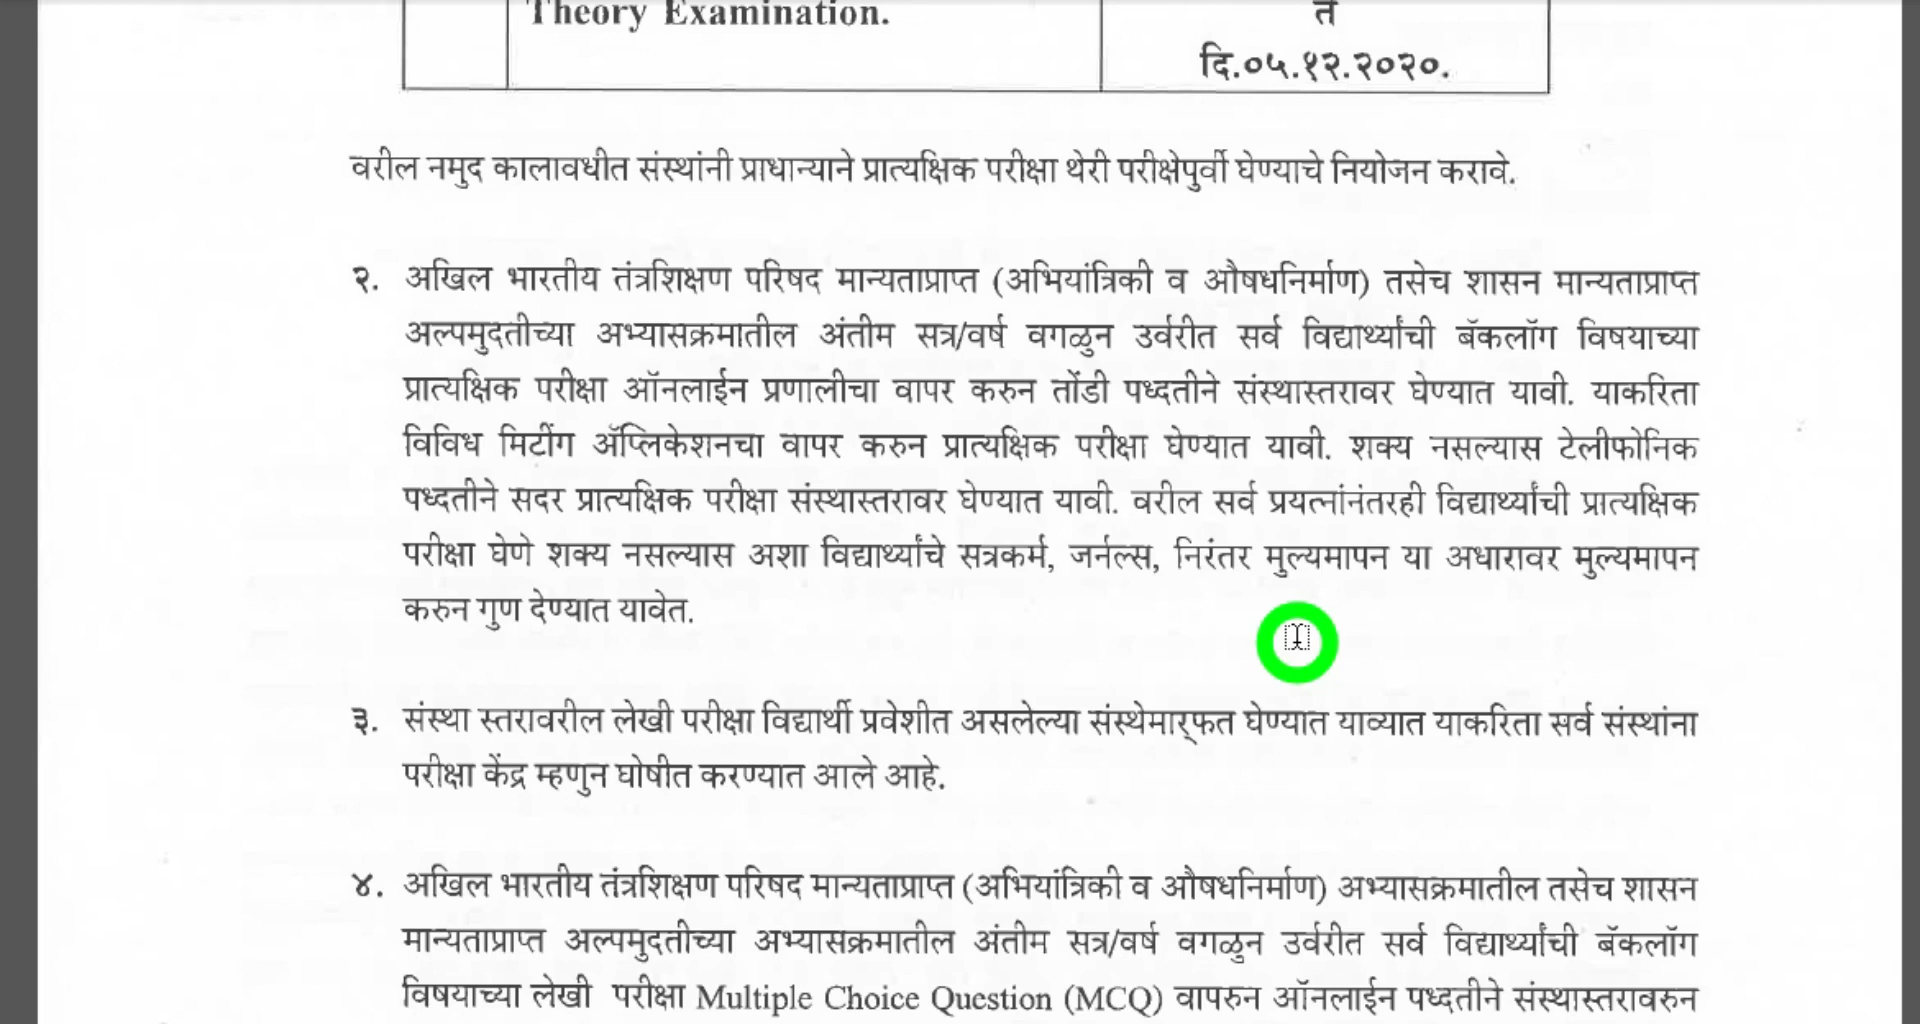 Theory Examination.
त
दि.०५.१२.२०२०.
वरील नमुद कालावधीत संस्थांनी प्राधान्याने प्रात्यक्षिक परीक्षा थेरी परीक्षेपुर्वी घेण्याचे नियोजन करावे.
२. अखिल भारतीय तंत्रशिक्षण परिषद मान्यताप्राप्त (अभियांत्रिकी व औषधनिर्माण) तसेच शासन मान्यताप्राप्त
अल्पमुदतीच्या अभ्यासक्रमातील अंतीम सत्र/वर्ष वगळुन उर्वरीत सर्व विद्यार्थ्यांची बॅकलॉग विषयाच्या
प्रात्यक्षिक परीक्षा ऑनलाईन प्रणालीचा वापर करुन तोंडी पध्दतीने संस्थास्तरावर घेण्यात यावी. याकरिता
विविध मिटींग ॲप्लिकेशनचा वापर करुन प्रात्यक्षिक परीक्षा घेण्यात यावी. शक्य नसल्यास टेलीफोनिक
पध्दतीने सदर प्रात्यक्षिक परीक्षा संस्थास्तरावर घेण्यात यावी. वरील सर्व प्रयत्नांनंतरही विद्यार्थ्यांची प्रात्यक्षिक
परीक्षा घेणे शक्य नसल्यास अशा विद्यार्थ्यांचे सत्रकर्म, जर्नल्स, निरंतर मुल्यमापन या अधारावर मुल्यमापन
करुन गुण देण्यात यावेत.
३. संस्था स्तरावरील लेखी परीक्षा विद्यार्थी प्रवेशीत असलेल्या संस्थेमार्‌फत घेण्यात याव्यात याकरिता सर्व संस्थांना
परीक्षा केंद्र म्हणुन घोषीत करण्यात आले आहे.
४. अखिल भारतीय तंत्रशिक्षण परिषद मान्यताप्राप्त (अभियांत्रिकी व औषधनिर्माण) अभ्यासक्रमातील तसेच शासन
मान्यताप्राप्त अल्पमुदतीच्या अभ्यासक्रमातील अंतीम सत्र/वर्ष वगळुन उर्वरीत सर्व विद्यार्थ्यांची बॅकलॉग
विषयाच्या लेखी परीक्षा Multiple Choice Question (MCQ) वापरुन ऑनलाईन पध्दतीने संस्थास्तरावरुन